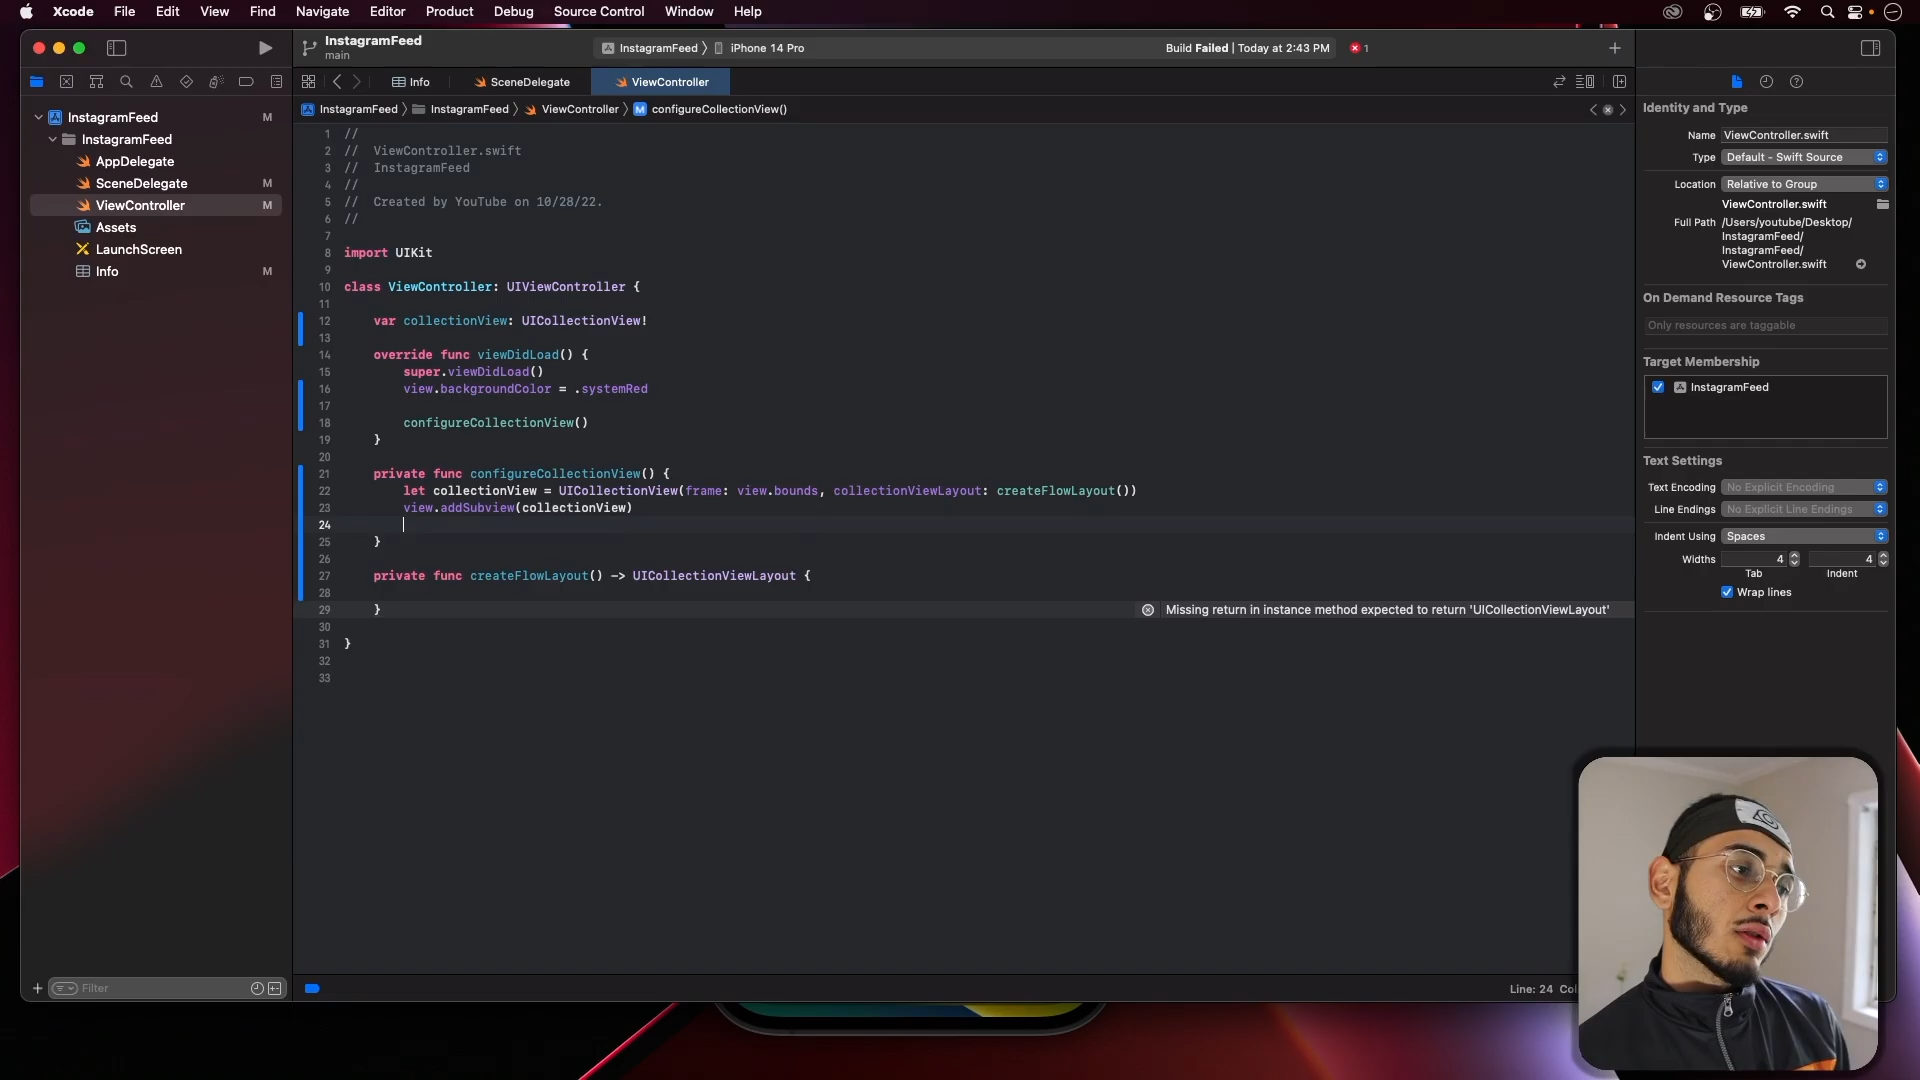 Xcode File Edit View Find Navigate Editor Product Debug Source Control Window Help
InstagramFeed
main
InstagramFeed 〉 iPhone 14 Pro
Build Failed | Today at 2:43 PM
1
Info
SceneDelegate
ViewController
InstagramFeed 〉 InstagramFeed 〉 ViewController 〉 M configureCollectionView()
InstagramFeed M
InstagramFeed
AppDelegate
SceneDelegate M
ViewController M
Assets
LaunchScreen
Info M
Filter
1 //
2 //  ViewController.swift
3 //  InstagramFeed
4 //
5 //  Created by YouTube on 10/28/22.
6 //
7
8 import UIKit
9
10 class ViewController: UIViewController {
11
12     var collectionView: UICollectionView!
13
14     override func viewDidLoad() {
15         super.viewDidLoad()
16         view.backgroundColor = .systemRed
17
18         configureCollectionView()
19     }
20
21     private func configureCollectionView() {
22         let collectionView = UICollectionView(frame: view.bounds, collectionViewLayout: createFlowLayout())
23         view.addSubview(collectionView)
24
25     }
26
27     private func createFlowLayout() -> UICollectionViewLayout {
28
29     } Missing return in instance method expected to return 'UICollectionViewLayout'
30
31 }
32
33
Line: 24 Col
Identity and Type
Name ViewController.swift
Type Default - Swift Source
Location Relative to Group
ViewController.swift
Full Path /Users/youtube/Desktop/
InstagramFeed/
InstagramFeed/
ViewController.swift
On Demand Resource Tags
Only resources are taggable
Target Membership
InstagramFeed
Text Settings
Text Encoding No Explicit Encoding
Line Endings No Explicit Line Endings
Indent Using Spaces
Widths 4 4
Tab Indent
Wrap lines